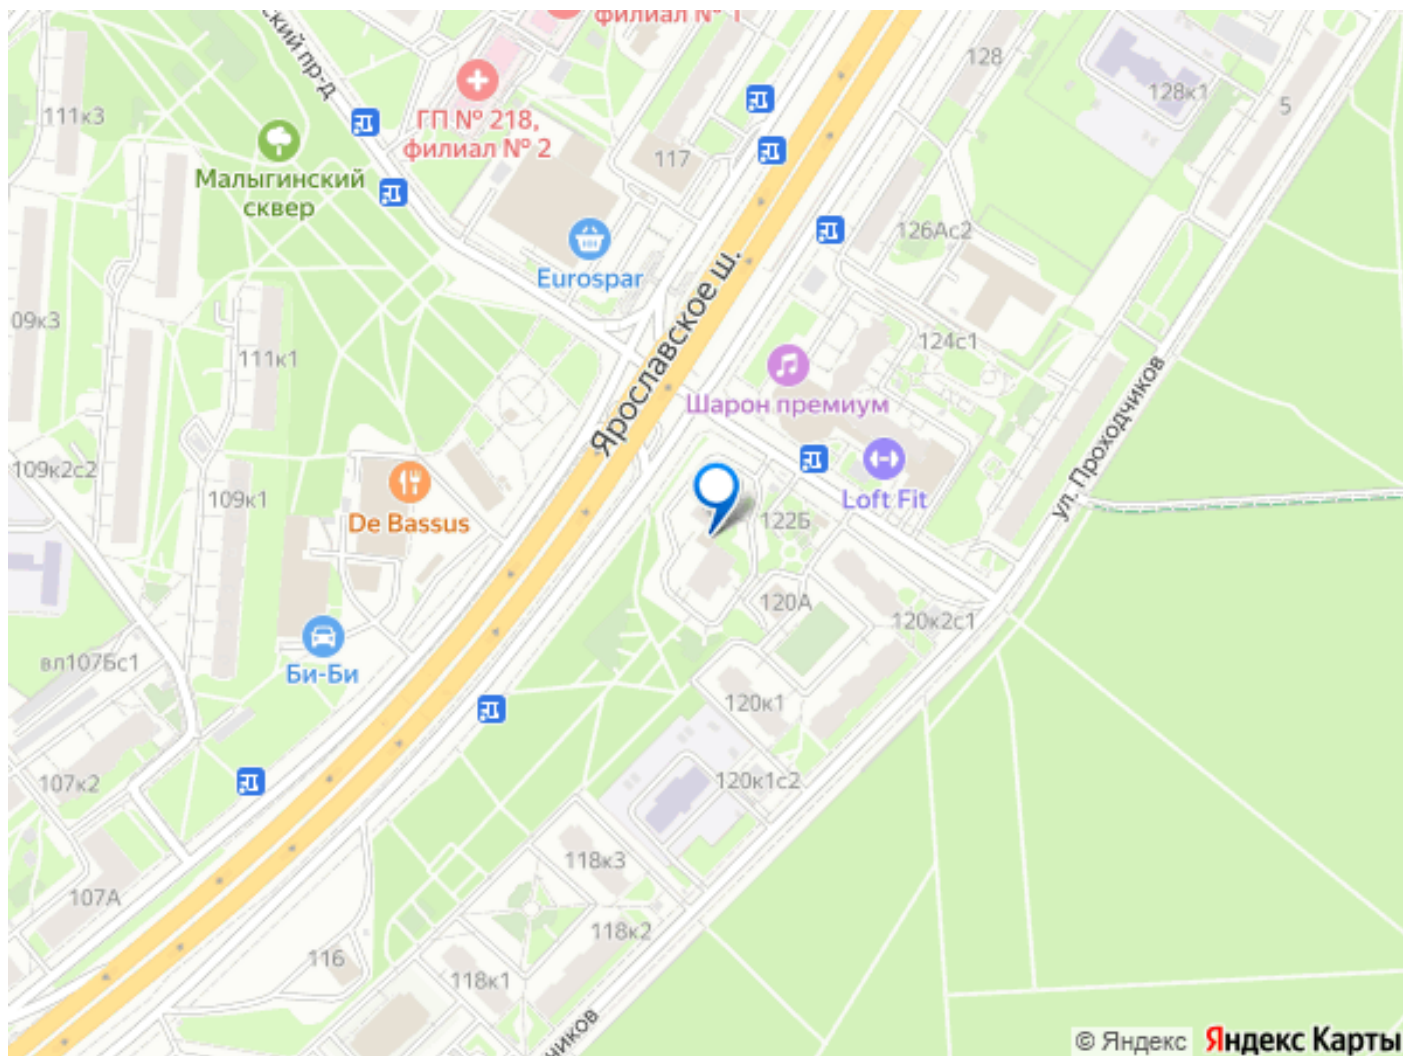 филиал № 1
ский пр-д
128
128к1
5
111к3
ГП № 218,
филиал № 2
117
Малыгинский
сквер
126Ас2
Eurospar
Ярославское ш.
09к3
111к1
124с1
Шарон премиум
ул. Проходчиков
109к2с2
109к1
De Bassus
Loft Fit
122Б
120А
120к2с1
вл107Бс1
Би-Би
120к1
107к2
120к1с2
118к3
107А
118к2
116
118к1
чиков
© Яндекс Яндекс Карты